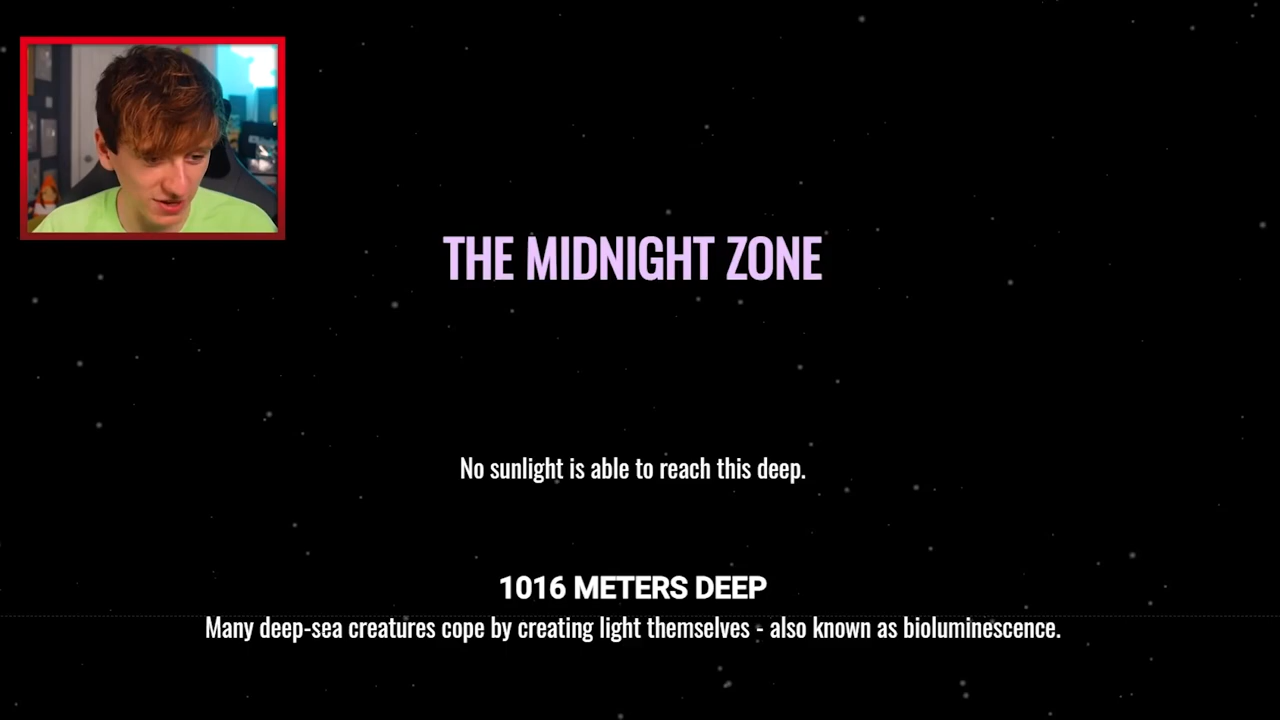 THE MIDNIGHT ZONE
No sunlight is able to reach this deep.
1016 METERS DEEP
Many deep-sea creatures cope by creating light themselves - also known as bioluminescence.